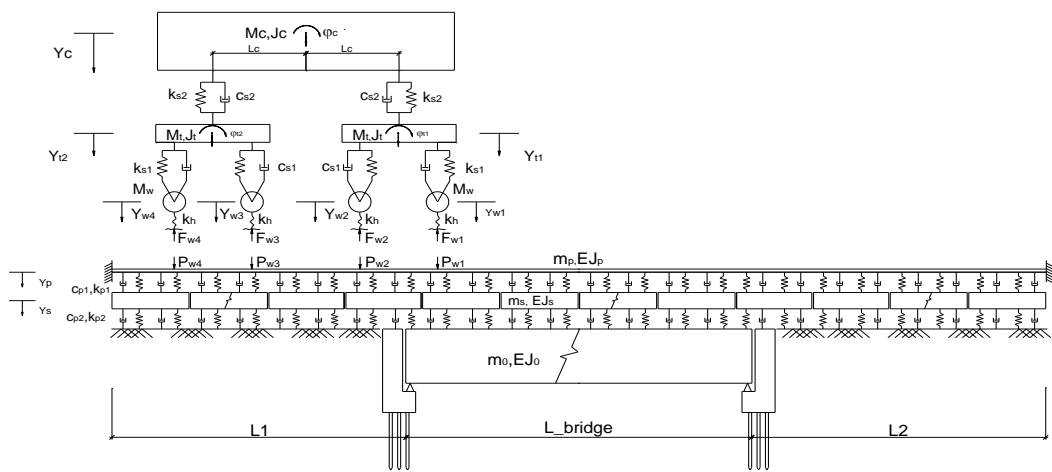 Mc,Jc φc
Yc
Lc Lc
ks2 cs2 cs2 ks2
Mt,Jt φt2 Mt,Jt φt1
Yt2 Yt1
ks1 cs1 cs1 ks1
Mw Mw
Yw4 Yw3 Yw2 Yw1
kh kh kh kh
Fw4 Fw3 Fw2 Fw1
Pw4 Pw3 Pw2 Pw1
mp,EJp
Yp
cp1,kp1
Ys
ms, EJs
cp2,kp2
m0,EJ0
L1 L_bridge L2